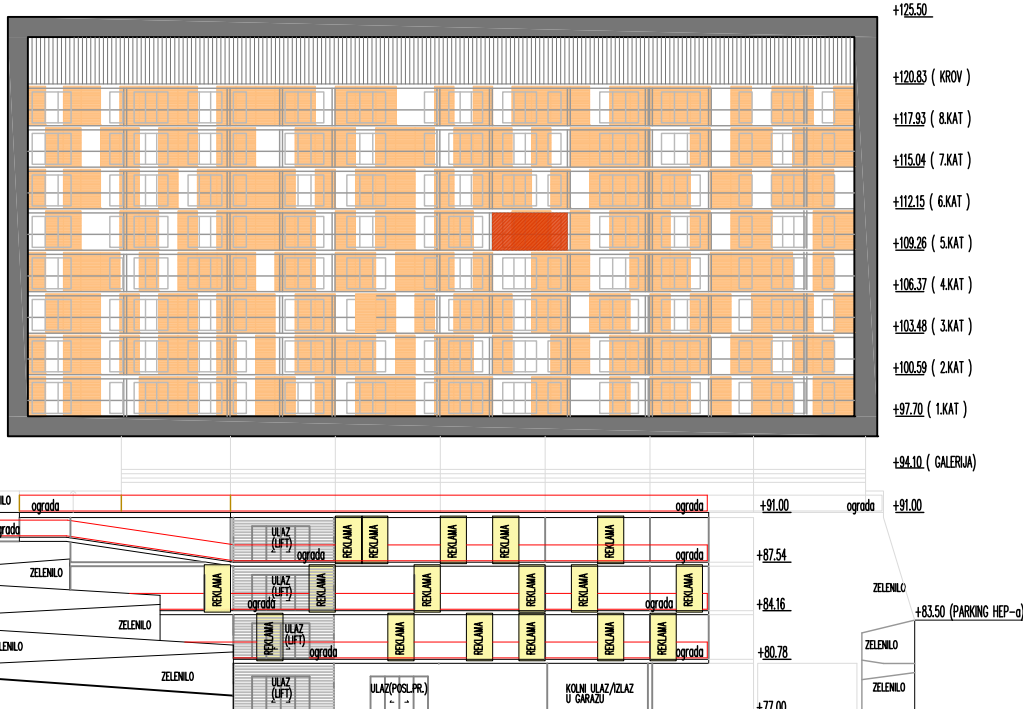 +125.50
+120.83 ( KROV )
+117.93 ( 8.KAT )
+115.04 ( 7.KAT )
+112.15 ( 6.KAT )
+109.26 ( 5.KAT )
+106.37 ( 4.KAT )
+103.48 ( 3.KAT )
+100.59 ( 2.KAT )
+97.70 ( 1.KAT )
+94.10 ( GALERIJA)
ILO
ograda
ograda
+91.00
ograda
+91.00
grada
ULAZ
(LIFT)
REKLAMA
REKLAMA
REKLAMA
REKLAMA
REKLAMA
ograda
ograda
+87.54
ZELENILO
REKLAMA
ULAZ
(LIFT)
REKLAMA
REKLAMA
REKLAMA
REKLAMA
REKLAMA
ZELENILO
ograda
ograda
+84.16
+83.50 (PARKING HEP-a)
ZELENILO
REKLAMA
ULAZ
(LIFT)
REKLAMA
REKLAMA
REKLAMA
REKLAMA
REKLAMA
ELENILO
ograda
ograda
+80.78
ZELENILO
ZELENILO
ULAZ
(LIFT)
ULAZ(POSL.PR.)
KOLNI ULAZ/IZLAZ
U GARAŽU
ZELENILO
+77.00